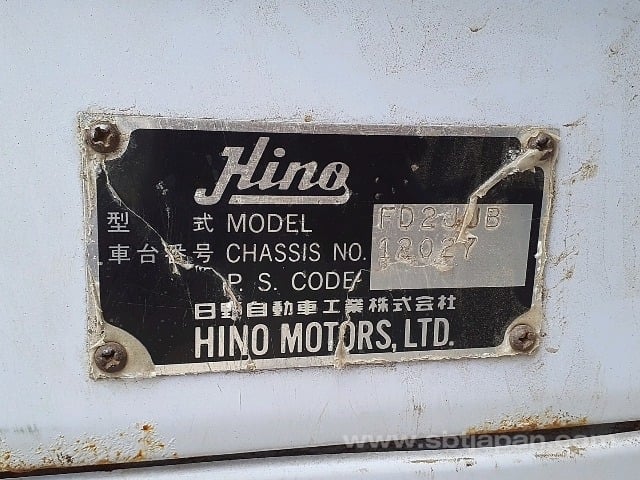 Hino
型 式 MODEL FD2JJB
車台番号 CHASSIS NO. 12027
P. S. CODE
日野自動車工業株式会社
HINO MOTORS, LTD.
www.sbtjapan.com